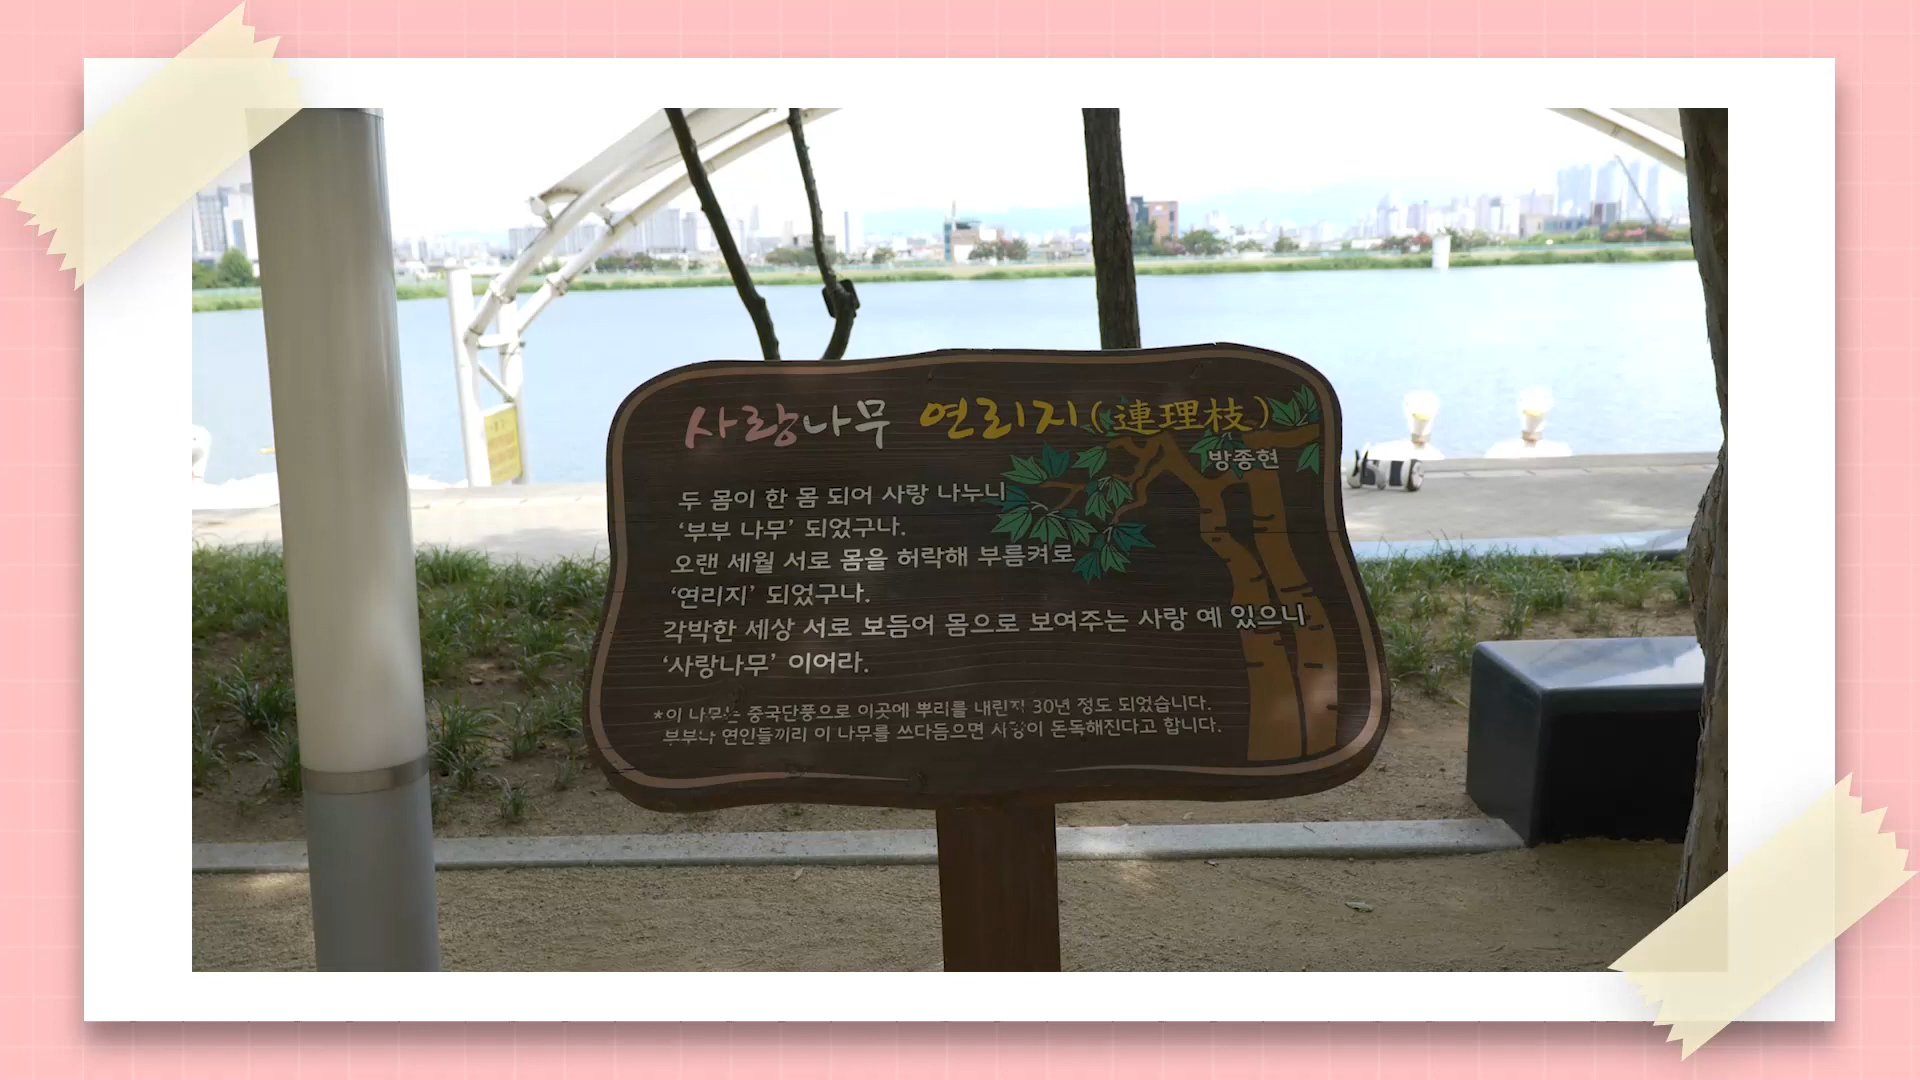 사랑나무 연리지(連理枝)
방종현
두 몸이 한 몸 되어 사랑 나누니
‘부부 나무’ 되었구나.
오랜 세월 서로 몸을 허락해 부름켜로
‘연리지’ 되었구나.
각박한 세상 서로 보듬어 몸으로 보여주는 사랑 예 있으니
‘사랑나무’ 이어라.
*이 나무는 중국단풍으로 이곳에 뿌리를 내린지 30년 정도 되었습니다.
부부나 연인들끼리 이 나무를 쓰다듬으면 사랑이 돈독해진다고 합니다.